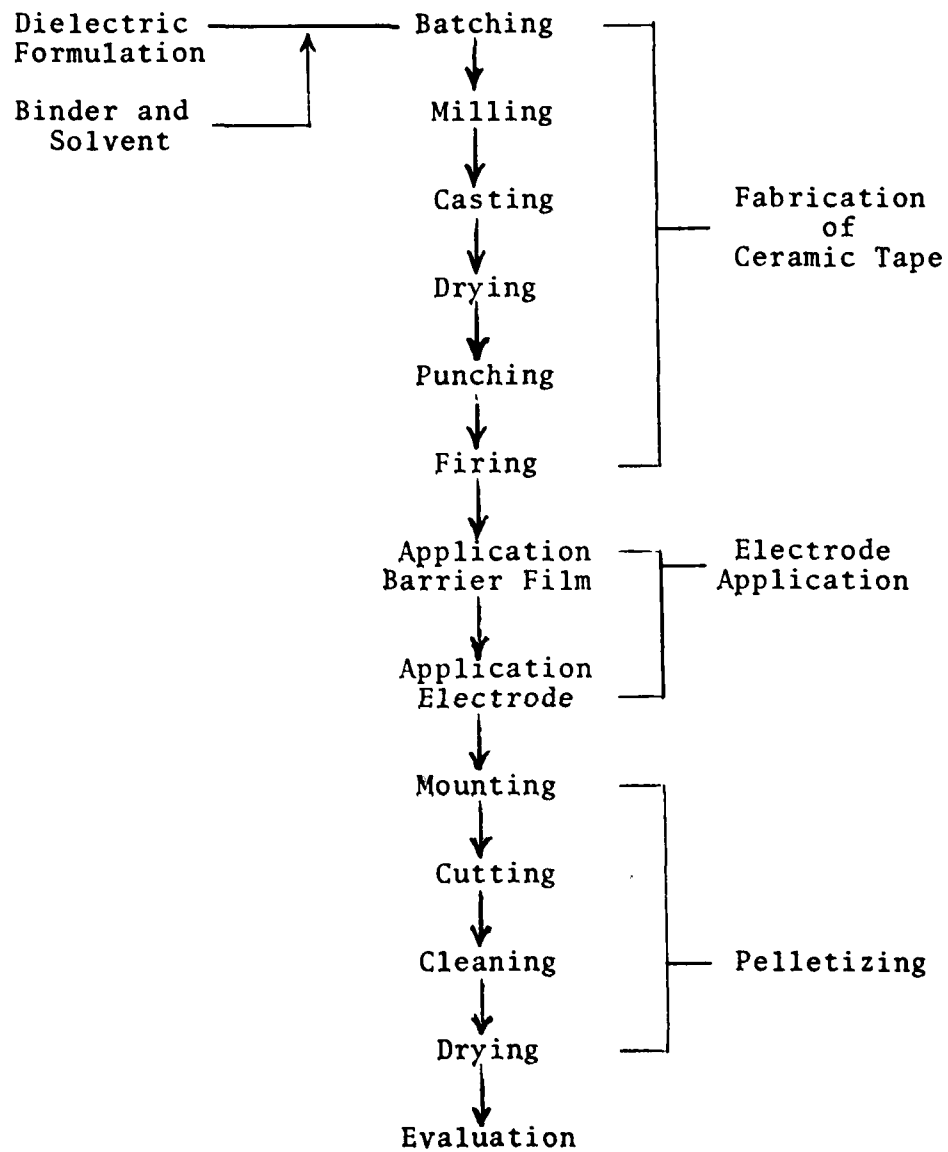 Dielectric
Formulation
Batching
Binder and
Solvent
Milling
Casting
Fabrication
of
Ceramic Tape
Drying
Punching
Firing
Application
Barrier Film
Electrode
Application
Application
Electrode
Mounting
Cutting
Cleaning
Pelletizing
Drying
Evaluation